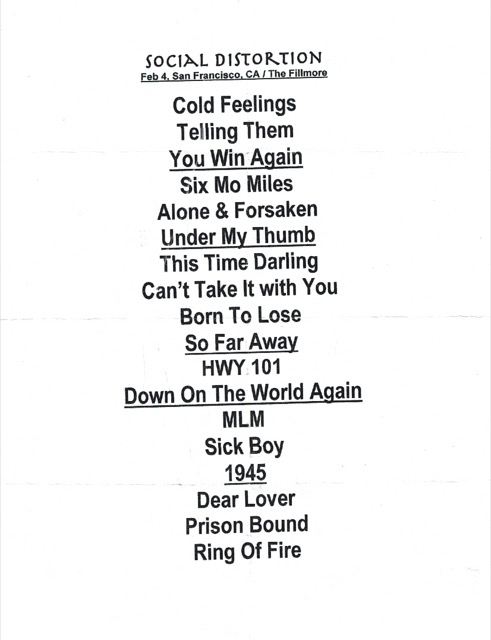 SOCIAL DISTORTION
Feb 4, San Francisco, CA / The Fillmore
Cold Feelings
Telling Them
You Win Again
Six Mo Miles
Alone & Forsaken
Under My Thumb
This Time Darling
Can't Take It with You
Born To Lose
So Far Away
HWY 101
Down On The World Again
MLM
Sick Boy
1945
Dear Lover
Prison Bound
Ring Of Fire